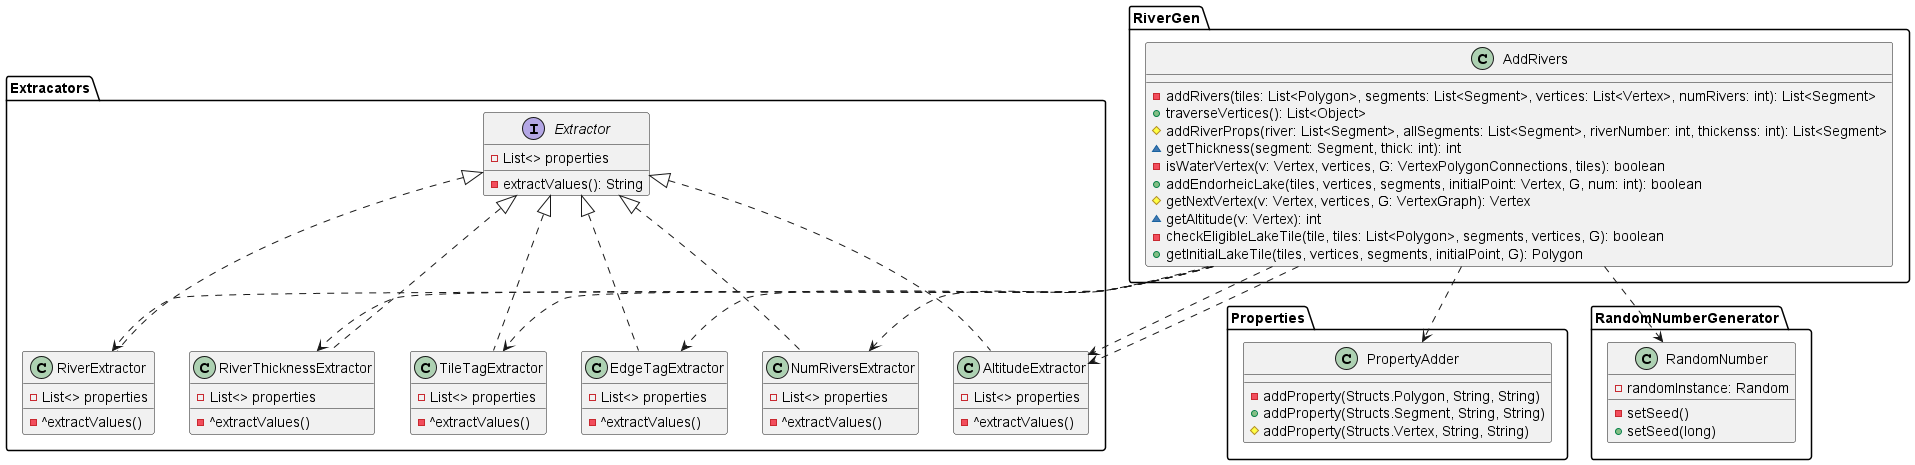 RiverGen
C AddRivers
addRivers(tiles: List<Polygon>, segments: List<Segment>, vertices: List<Vertex>, numRivers: int): List<Segment>
traverseVertices(): List<Object>
addRiverProps(river: List<Segment>, allSegments: List<Segment>, riverNumber: int, thickenss: int): List<Segment>
getThickness(segment: Segment, thick: int): int
isWaterVertex(v: Vertex, vertices, G: VertexPolygonConnections, tiles): boolean
addEndorheicLake(tiles, vertices, segments, initialPoint: Vertex, G, num: int): boolean
getNextVertex(v: Vertex, vertices, G: VertexGraph): Vertex
getAltitude(v: Vertex): int
checkEligibleLakeTile(tile, tiles: List<Polygon>, segments, vertices, G): boolean
getInitialLakeTile(tiles, vertices, segments, initialPoint, G): Polygon
Extracators
I Extractor
List<> properties
extractValues(): String
C RiverExtractor
List<> properties
^extractValues()
C RiverThicknessExtractor
List<> properties
^extractValues()
C TileTagExtractor
List<> properties
^extractValues()
C EdgeTagExtractor
List<> properties
^extractValues()
C NumRiversExtractor
List<> properties
^extractValues()
C AltitudeExtractor
List<> properties
^extractValues()
Properties
C PropertyAdder
addProperty(Structs.Polygon, String, String)
addProperty(Structs.Segment, String, String)
addProperty(Structs.Vertex, String, String)
RandomNumberGenerator
C RandomNumber
randomInstance: Random
setSeed()
setSeed(long)